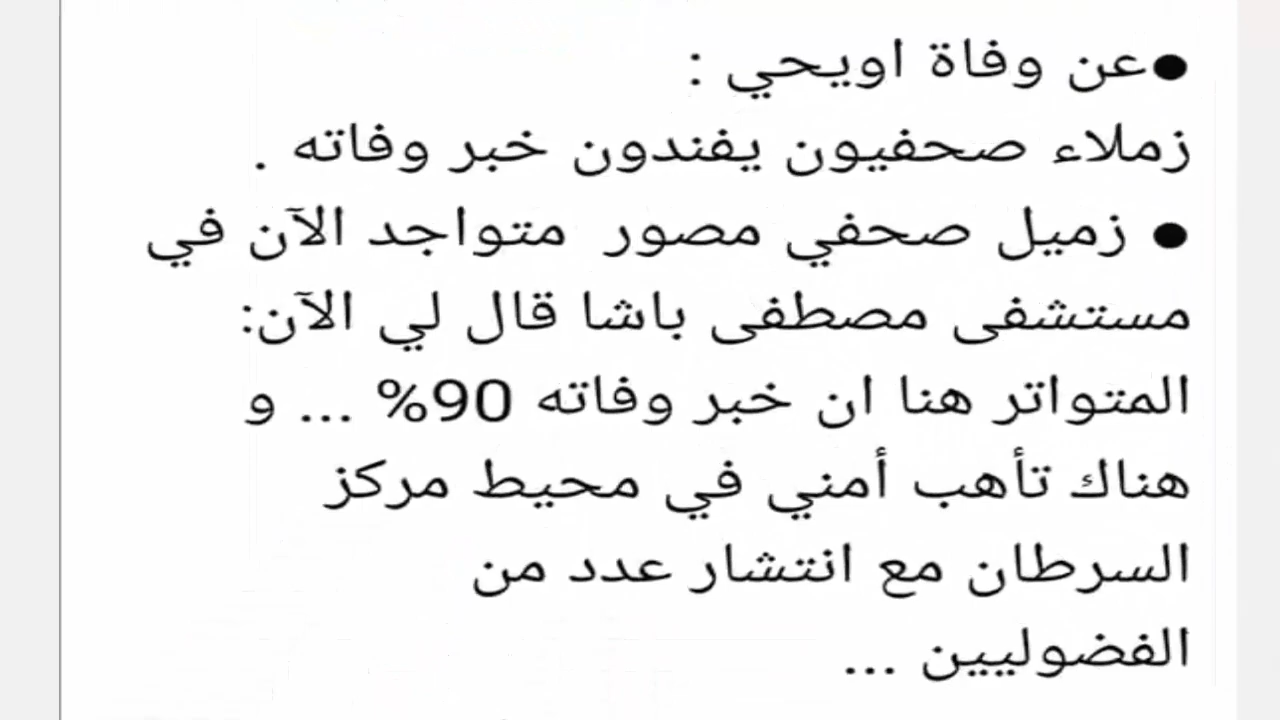 ●عن وفاة اويحي :
زملاء صحفيون يفندون خبر وفاته .
● زميل صحفي مصور متواجد الآن في
مستشفى مصطفى باشا قال لي الآن:
المتواتر هنا ان خبر وفاته 90% ... و
هناك تأهب أمني في محيط مركز
السرطان مع انتشار عدد من
الفضوليين ...